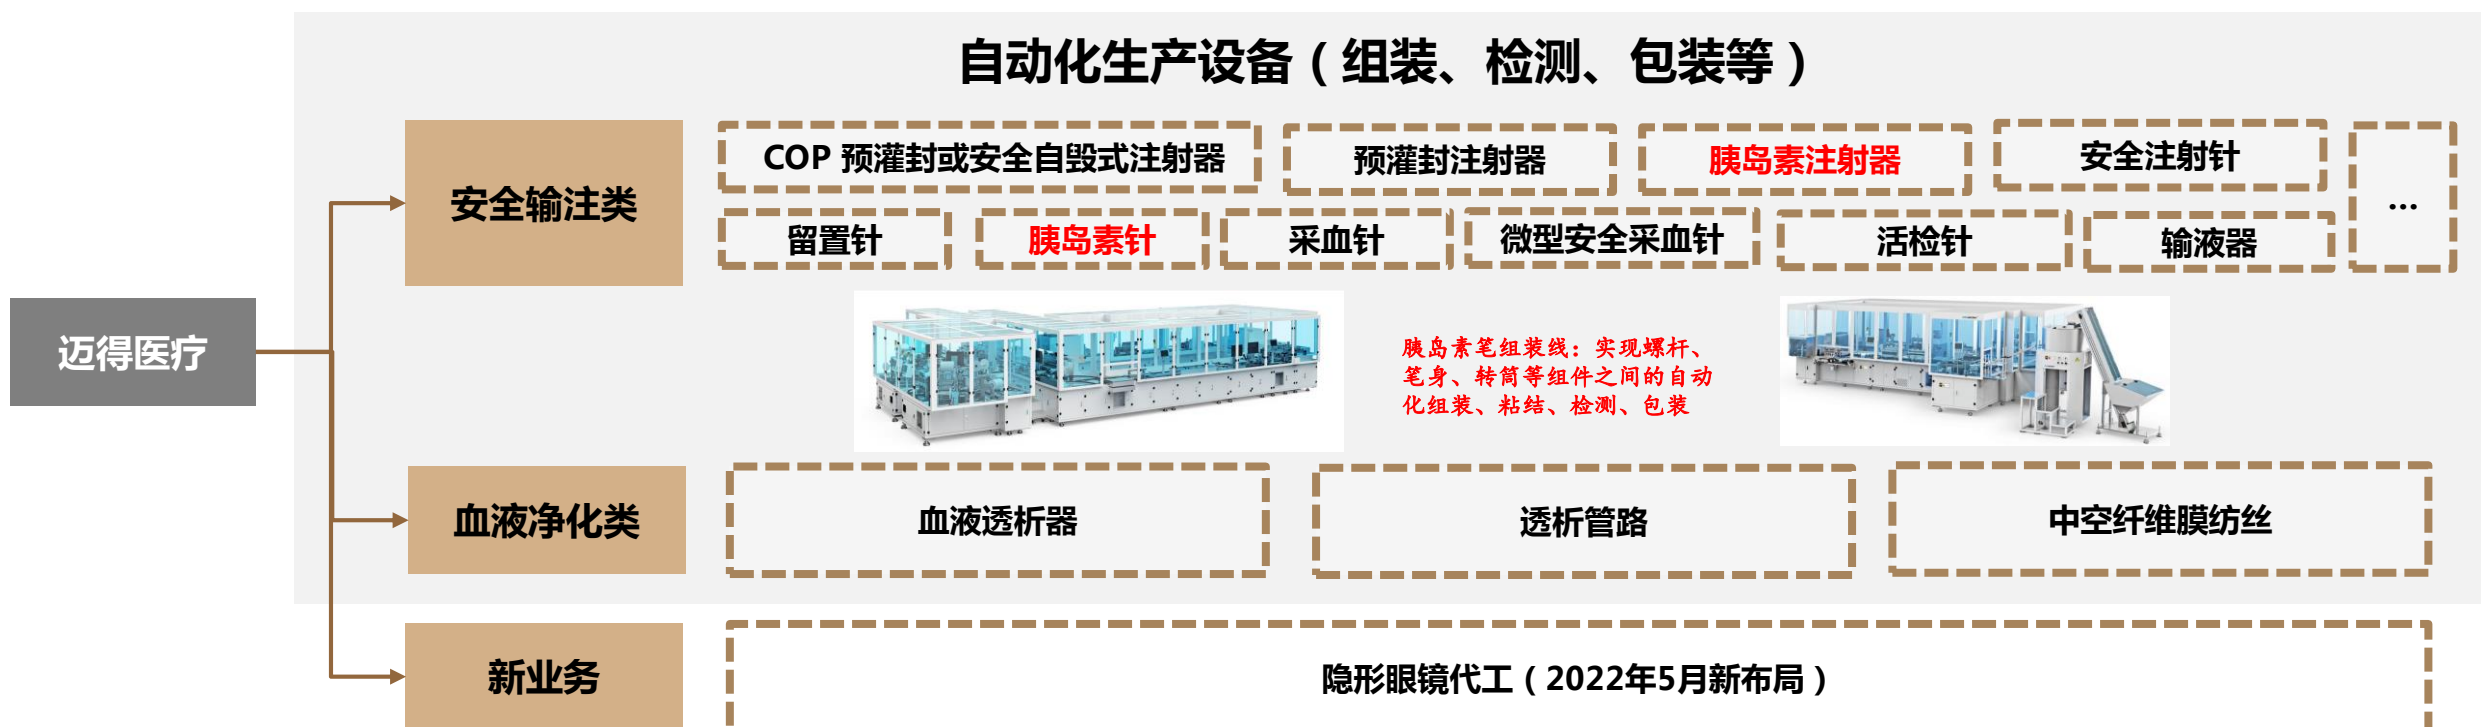 自动化生产设备（组装、检测、包装等）
安全输注类
COP 预灌封或安全自毁式注射器
预灌封注射器
胰岛素注射器
安全注射针
...
留置针
胰岛素针
采血针
微型安全采血针
活检针
输液器
迈得医疗
胰岛素笔组装线：实现螺杆、
笔身、转筒等组件之间的自动
化组装、粘结、检测、包装
血液净化类
血液透析器
透析管路
中空纤维膜纺丝
新业务
隐形眼镜代工（2022年5月新布局）